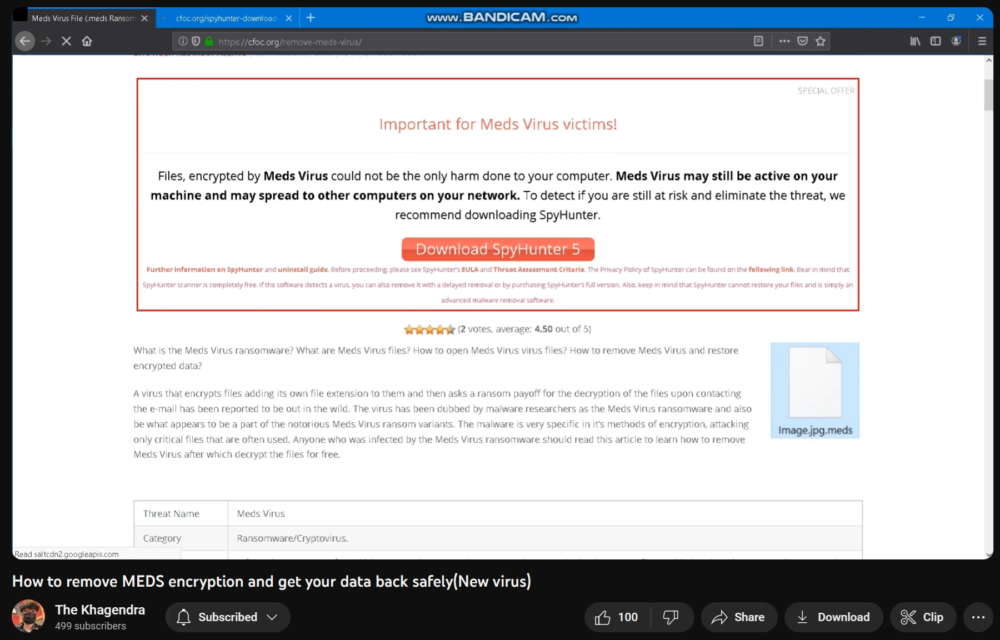 Meds Virus File (.meds Ransom
cfoc.org/spyhunter-download-
www.BANDICAM.com
https://cfoc.org/remove-meds-virus/
SPECIAL OFFER
Important for Meds Virus victims!
Files, encrypted by Meds Virus could not be the only harm done to your computer. Meds Virus may still be active on your
machine and may spread to other computers on your network. To detect if you are still at risk and eliminate the threat, we
recommend downloading SpyHunter.
Download SpyHunter 5
Further information on SpyHunter and uninstall guide. Before proceeding, please see SpyHunter's EULA and Threat Assessment Criteria. The Privacy Policy of SpyHunter can be found on the following link. Bear in mind that
SpyHunter scanner is completely free. If the software detects a virus, you can also remove it with a delayed removal or by purchasing SpyHunter's full version. Also, keep in mind that SpyHunter cannot restore your files and is simply an
advanced malware removal software.
(2 votes, average: 4.50 out of 5)
What is the Meds Virus ransomware? What are Meds Virus files? How to open Meds Virus virus files? How to remove Meds Virus and restore
encrypted data?
A virus that encrypts files adding its own file extension to them and then asks a ransom payoff for the decryption of the files upon contacting
the e-mail has been reported to be out in the wild. The virus has been dubbed by malware researchers as the Meds Virus ransomware and also
be what appears to be a part of the notorious Meds Virus ransom variants. The malware is very specific in it's methods of encryption, attacking
only critical files that are often used. Anyone who was infected by the Meds Virus ransomware should read this article to learn how to remove
Meds Virus after which decrypt the files for free.
Image.jpg.meds
Threat Name
Meds Virus
Category
Ransomware/Cryptovirus.
Read saltcdn2.googleapis.com
How to remove MEDS encryption and get your data back safely(New virus)
The Khagendra
499 subscribers
Subscribed
100
Share
Download
Clip